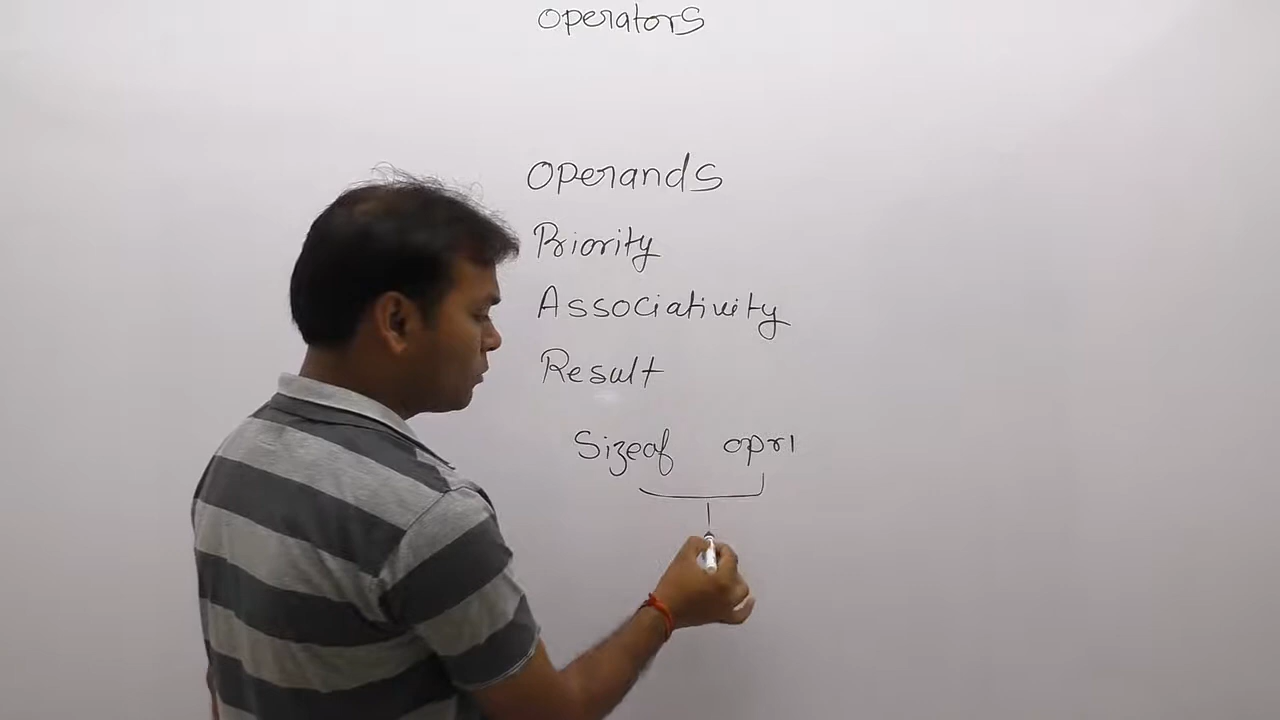 Operators
Operands
Priority
Associativity
Result
Sizeof opr1